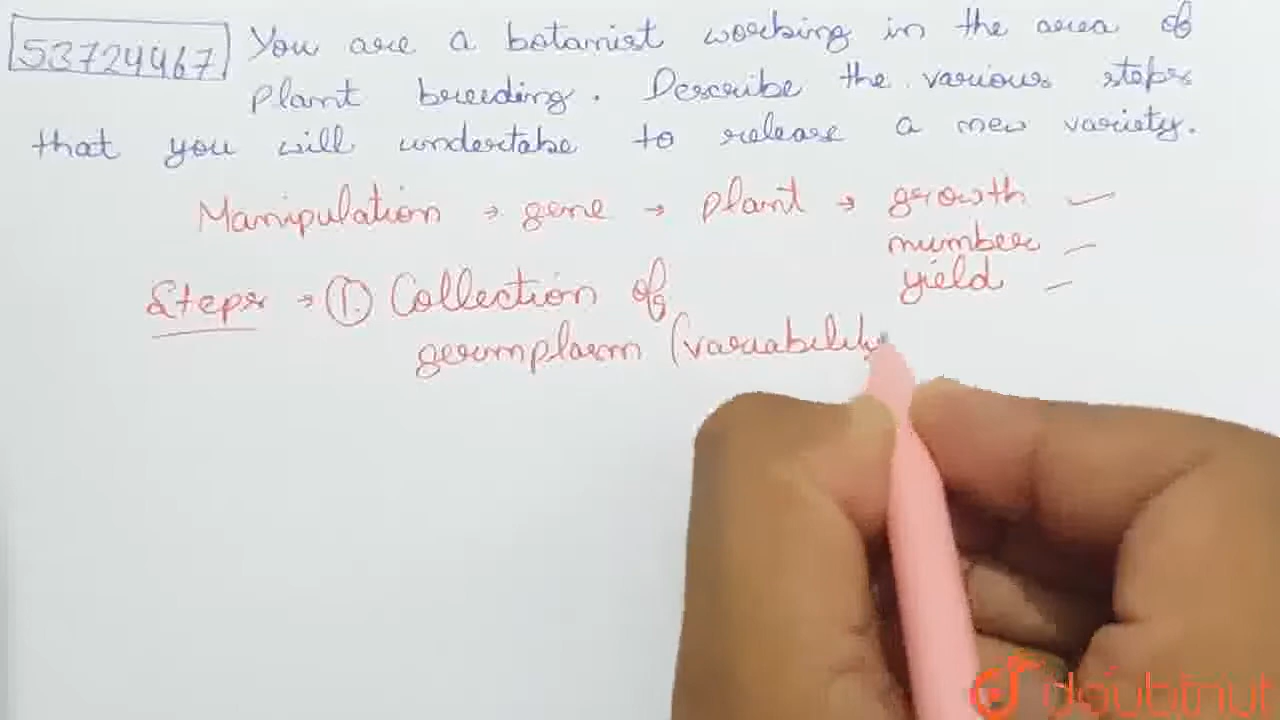 53724467 You are a botanist working in the area of
plant breeding. Describe the various steps
that you will undertake to release a new variety.
Manipulation → gene → plant → growth
number
yield
Steps → 1. Collection of
germplasm (variability
doubtnut